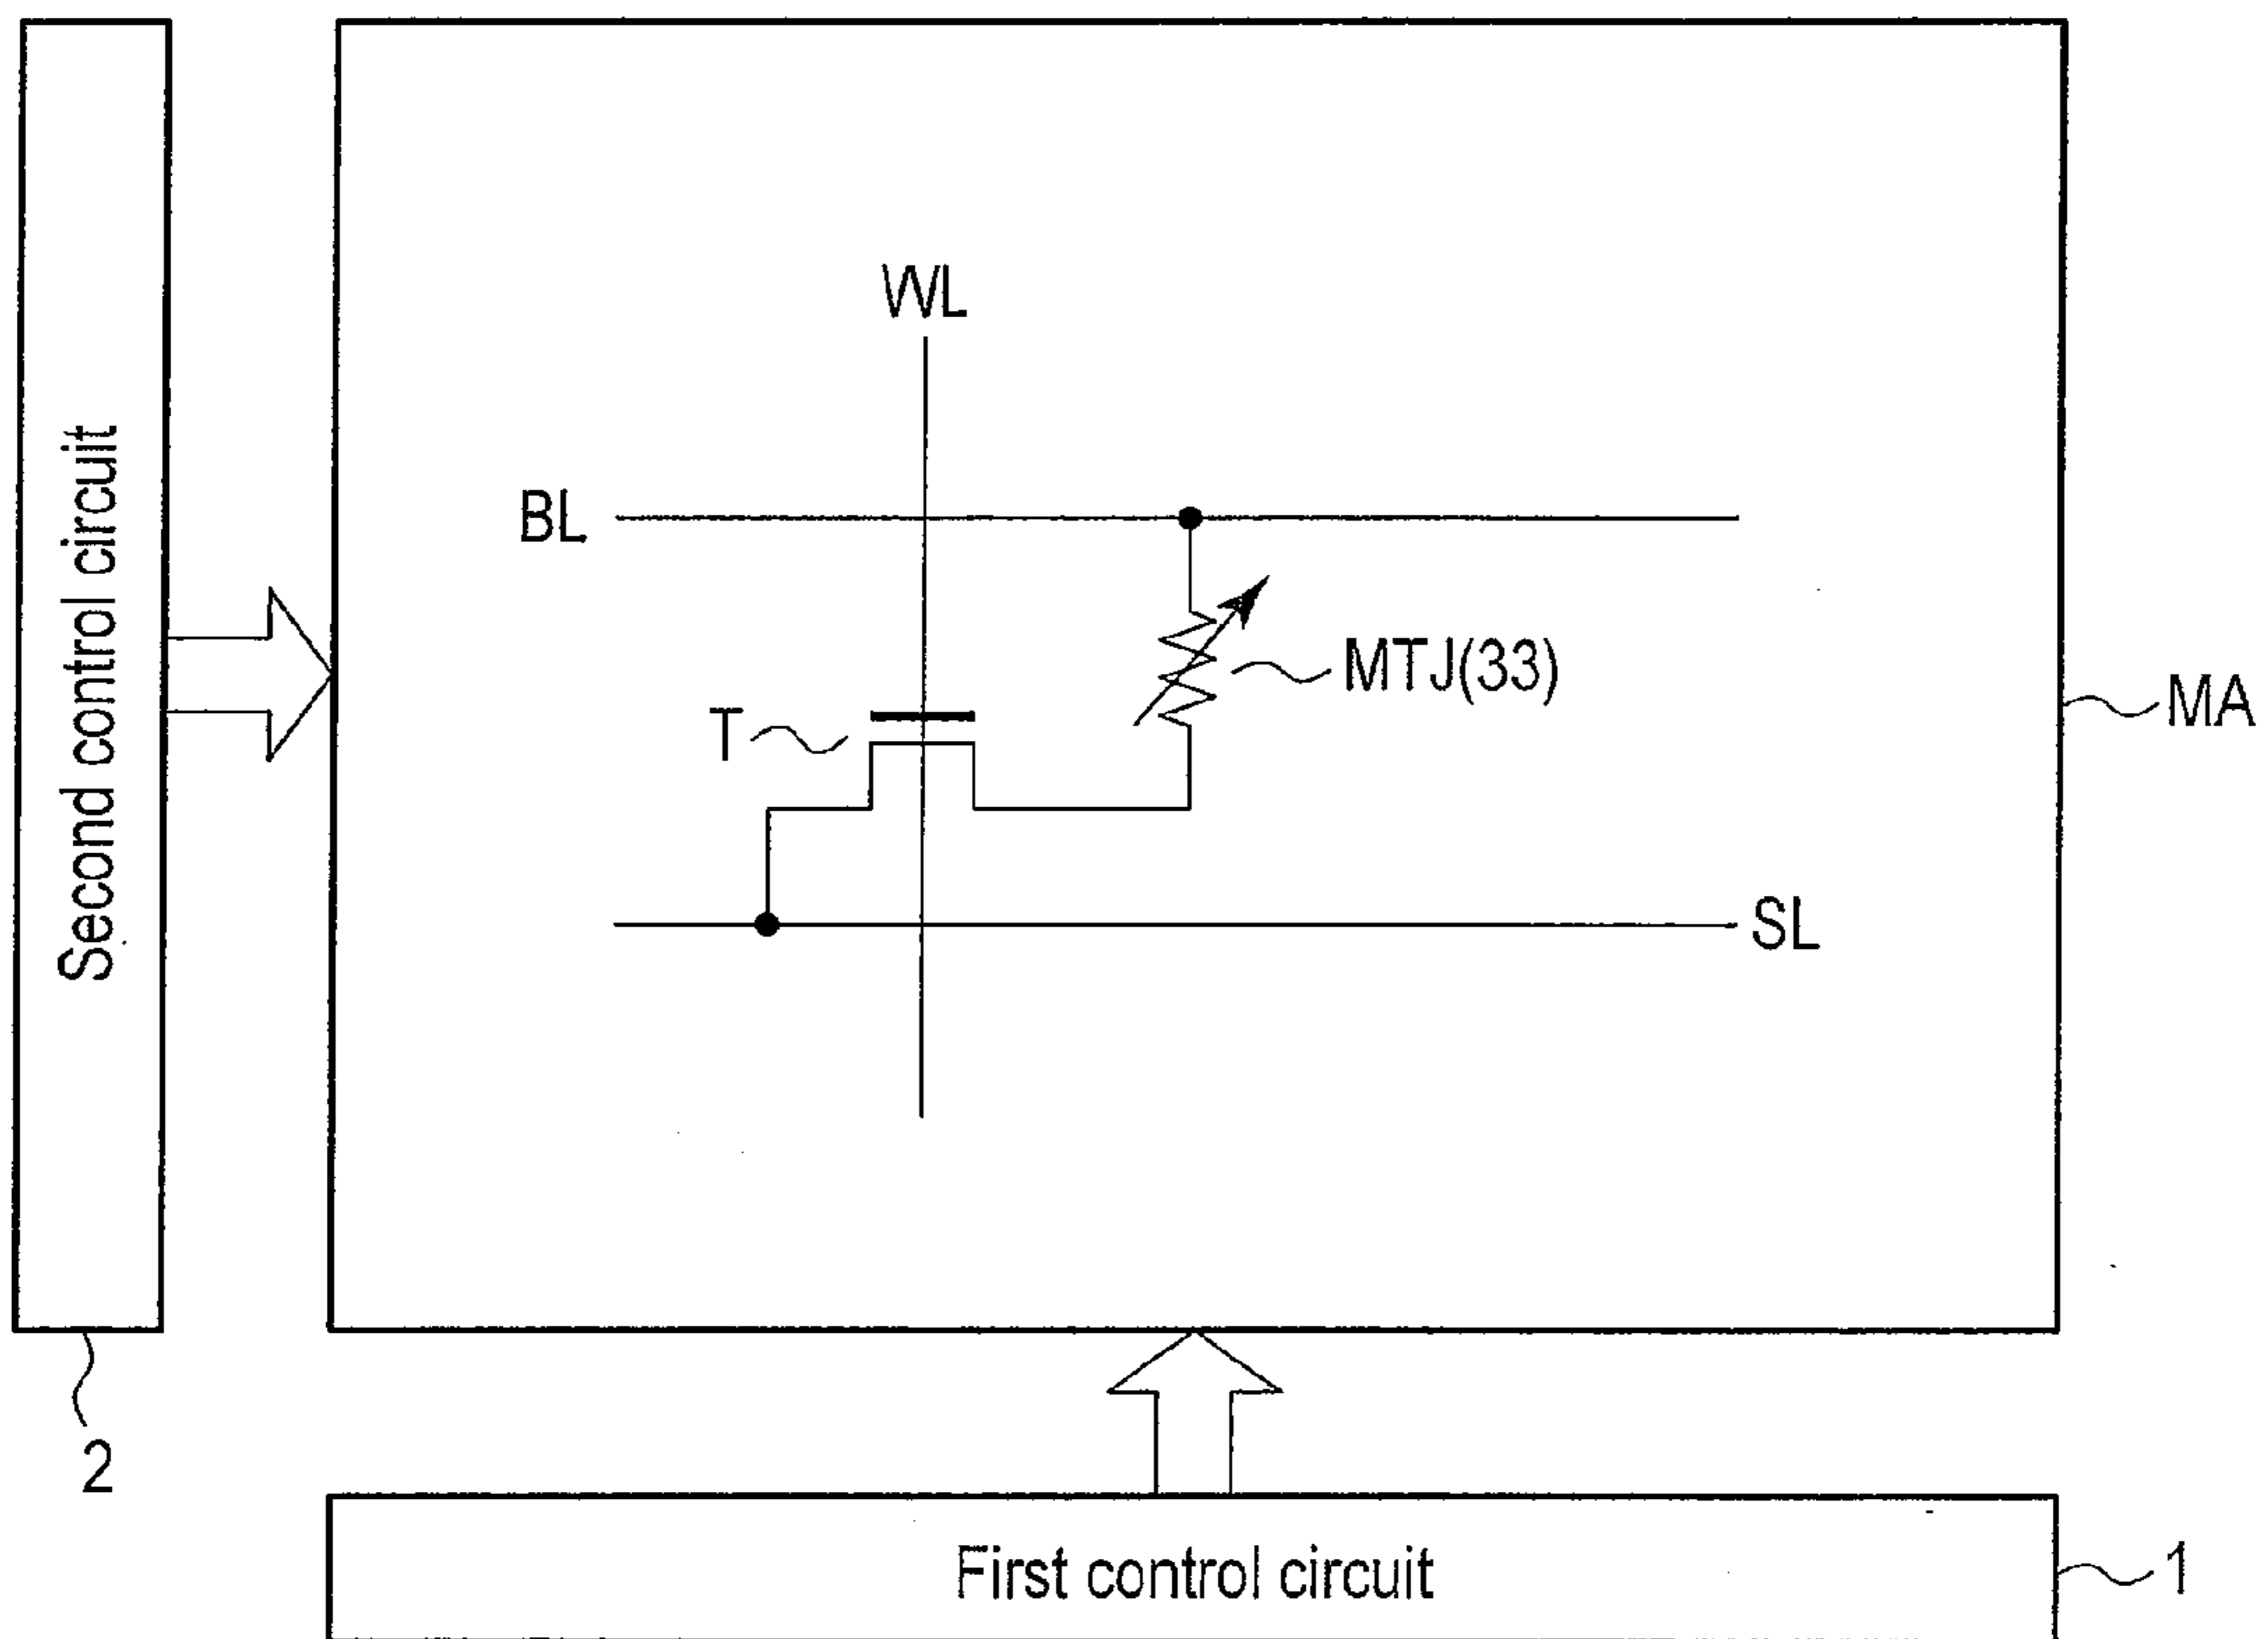 Second control circuit
WL
BL
MTJ(33)
T
MA
SL
2
First control circuit
1